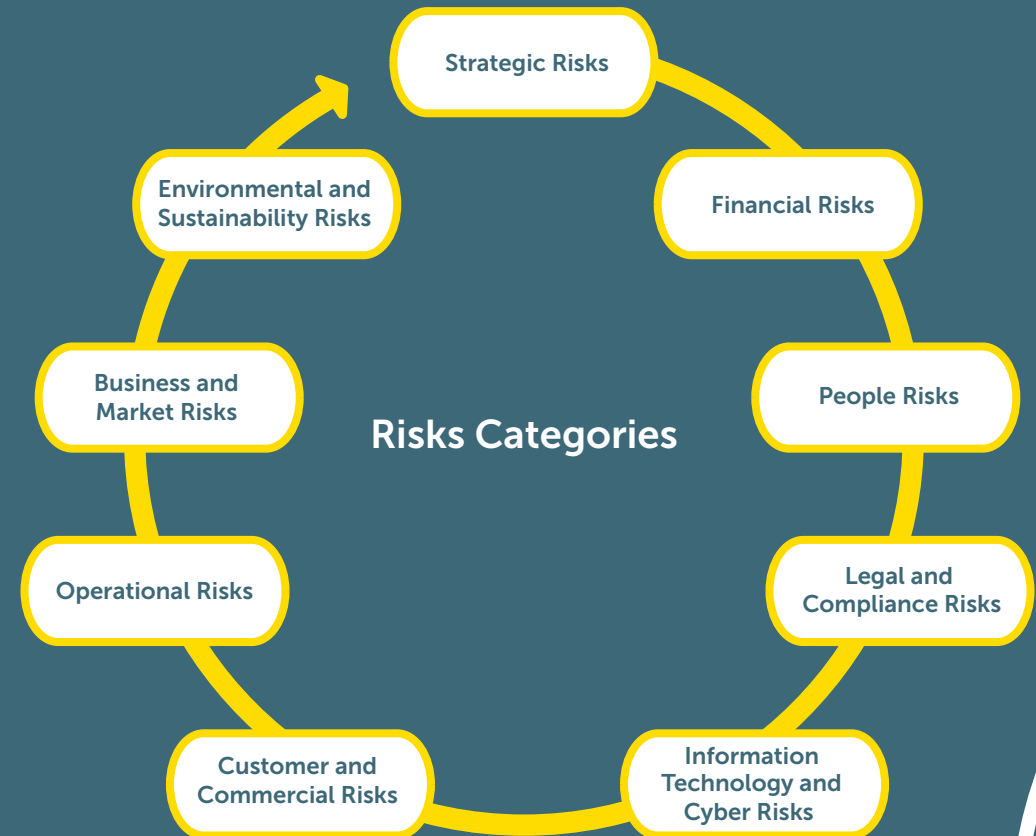 Strategic Risks
Financial Risks
People Risks
Legal and
Compliance Risks
Information
Technology and
Cyber Risks
Customer and
Commercial Risks
Operational Risks
Business and
Market Risks
Environmental and
Sustainability Risks
Risks Categories